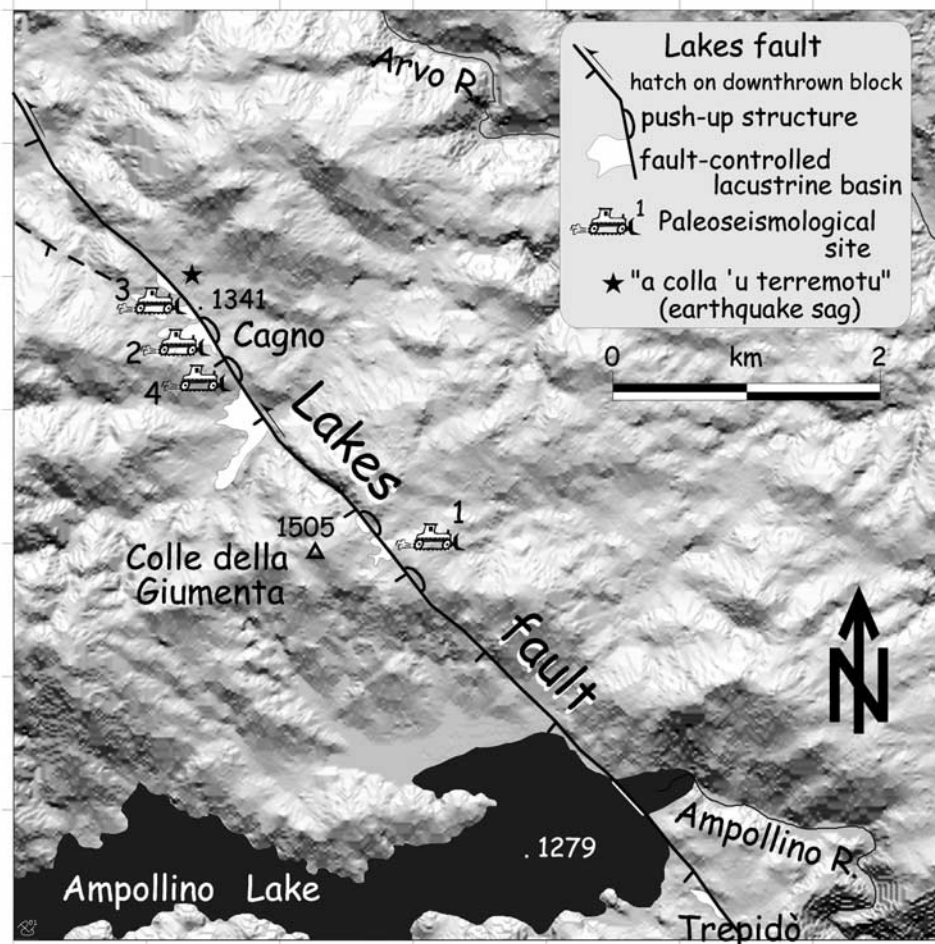 Arvo R.
Lakes fault
hatch on downthrown block
push-up structure
fault-controlled
lacustrine basin
1
Paleoseismological
site
"a colla 'u terremotu"
(earthquake sag)
0 km 2
3
. 1341
Cagno
2
4
Lakes
1
1505
Colle della
Giumenta
fault
N
Ampollino R.
. 1279
Ampollino Lake
Trepidò